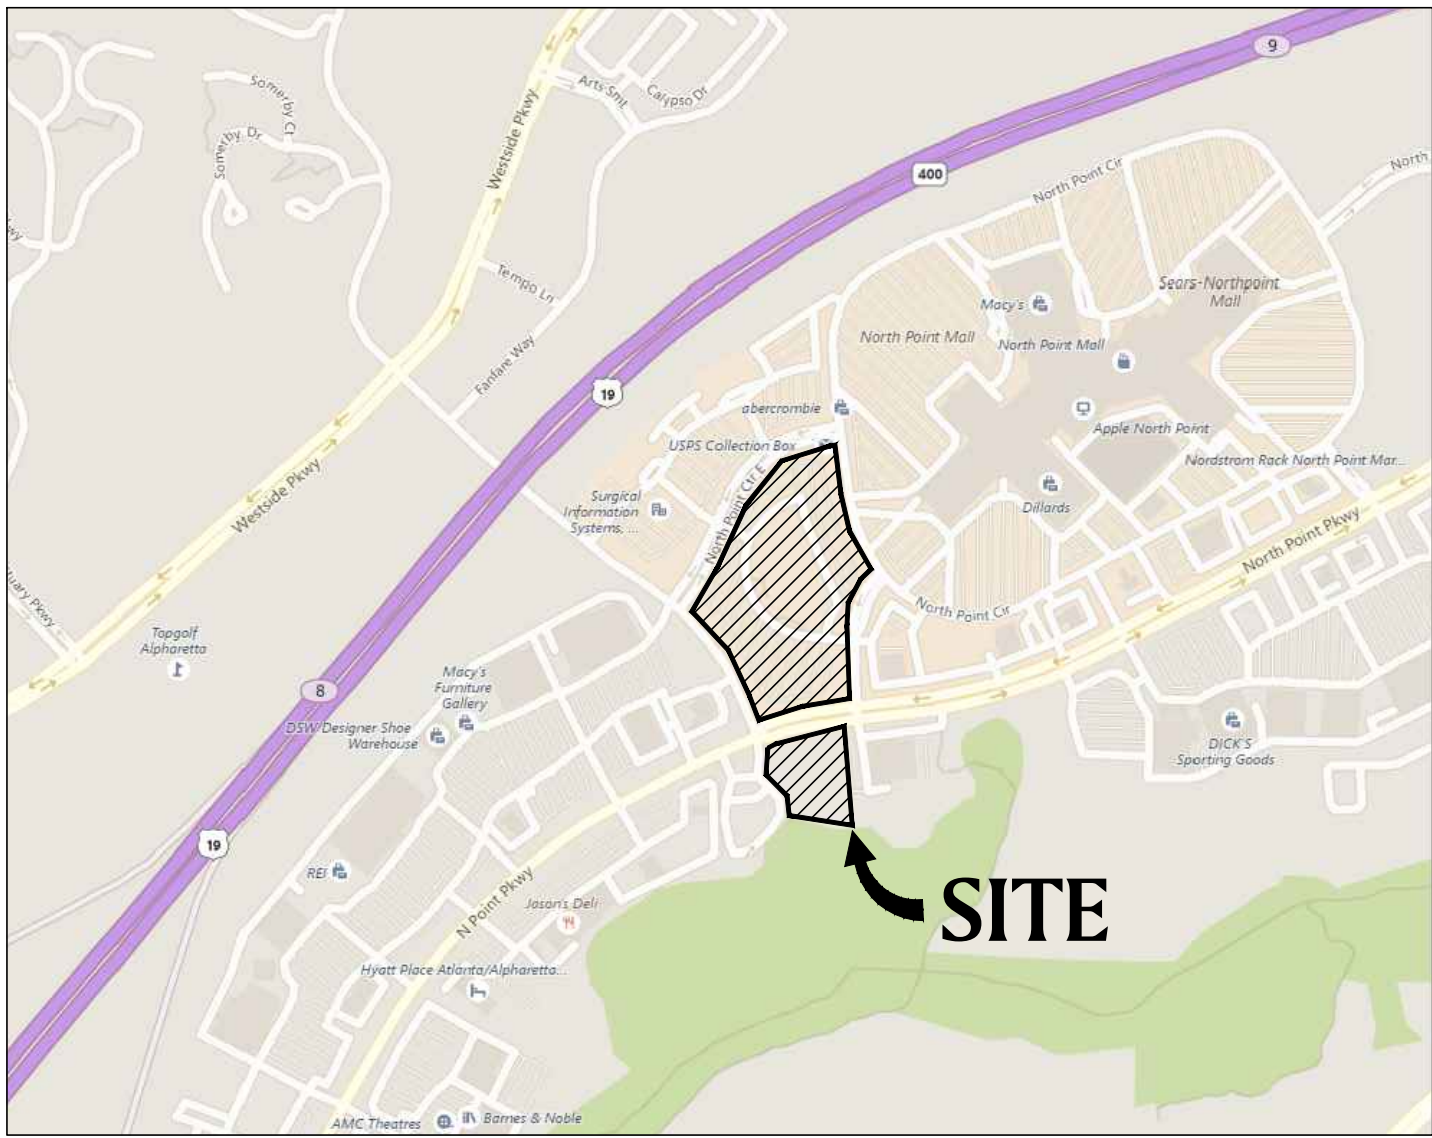 9
Somerby Ct
Somerby Dr
Arts Smt
Calypso Dr
Westside Pkwy
400
North Point Cir
North
wy
Tempo Ln
Sears-Northpoint
Mall
Macy's
North Point Mall
North Point Mall
Fanfare Way
19
abercrombie
Apple North Point
USPS Collection Box
Nordstrom Rack North Point Mar...
Westside Pkwy
Surgical
Information
Systems, ...
North Point Ctr E
Dillards
North Point Pkwy
North Point Cir
uary Pkwy
Topgolf
Alpharetta
8
Macy's
Furniture
Gallery
DSW Designer Shoe
Warehouse
DICK'S
Sporting Goods
19
REI
N Point Pkwy
Jason's Deli
SITE
Hyatt Place Atlanta/Alpharetta...
AMC Theatres
Barnes & Noble